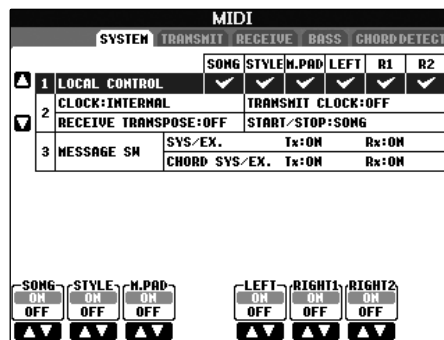 MIDI
SYSTEM TRANSMIT RECEIVE BASS CHORD DETECT
SONG STYLE M.PAD LEFT R1 R2
1 LOCAL CONTROL
2 CLOCK:INTERNAL TRANSMIT CLOCK:OFF
RECEIVE TRANSPOSE:OFF START/STOP:SONG
3 MESSAGE SW SYS/EX. Tx:ON Rx:ON
CHORD SYS/EX. Tx:ON Rx:ON
SONG STYLE M.PAD LEFT RIGHT1 RIGHT2
ON ON ON ON ON ON
OFF OFF OFF OFF OFF OFF